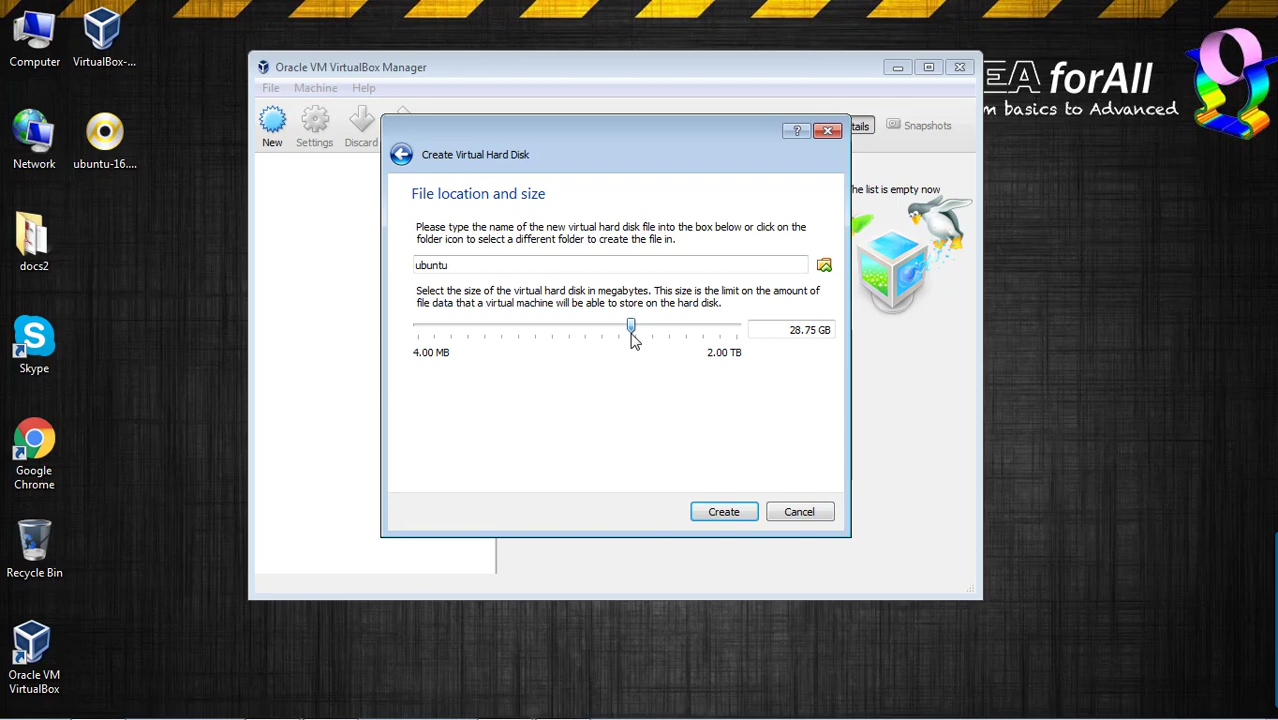 Computer
VirtualBox-...
Network
ubuntu-16....
docs2
Skype
Google
Chrome
Recycle Bin
Oracle VM
VirtualBox
EA forAll
m basics to Advanced
Oracle VM VirtualBox Manager
File Machine Help
New Settings Discard
tails Snapshots
he list is empty now
Create Virtual Hard Disk
File location and size
Please type the name of the new virtual hard disk file into the box below or click on the
folder icon to select a different folder to create the file in.
ubuntu
Select the size of the virtual hard disk in megabytes. This size is the limit on the amount of
file data that a virtual machine will be able to store on the hard disk.
28.75 GB
4.00 MB 2.00 TB
Create Cancel